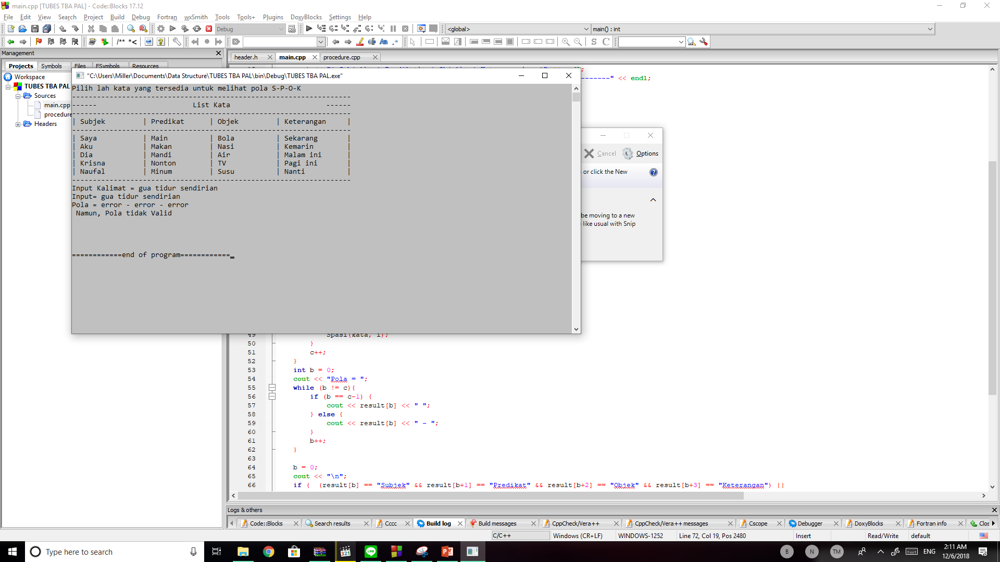 main.cpp [TUBES TBA PAL] - Code::Blocks 17.12
File Edit View Search Project Build Debug Fortran wxSmith Tools Tools+ Plugins DoxyBlocks Settings Help
Debug <global> main() : int
/** *<
Aa .* S C
Management
header.h main.cpp procedure.cpp
Projects Symbols Files FSymbols Resources
Workspace
TUBES TBA PAL
Sources
main.cpp
procedure
Headers
"C:\Users\Miller\Documents\Data Structure\TUBES TBA PAL\bin\Debug\TUBES TBA PAL.exe"
Pilih lah kata yang tersedia untuk melihat pola S-P-O-K
-------------------------------------------------------------------
------ List Kata ------
-------------------------------------------------------------------
| Subjek | Predikat | Objek | Keterangan |
-------------------------------------------------------------------
| Saya | Main | Bola | Sekarang |
| Aku | Makan | Nasi | Kemarin |
| Dia | Mandi | Air | Malam ini |
| Krisna | Nonton | TV | Pagi ini |
| Naufal | Minum | Susu | Nanti |
-------------------------------------------------------------------
Input Kalimat = gua tidur sendirian
Input= gua tidur sendirian
Pola = error - error - error
Namun, Pola tidak Valid
============end of program============_
-------" << endl;
Cancel Options
or click the New
be moving to a new
like usual with Snip
49 Spasi(kata, i);
50 }
51 c++;
52 }
53 int b = 0;
54 cout << "Pola = ";
55 while (b != c){
56 if (b == c-1) {
57 cout << result[b] << " ";
58 } else {
59 cout << result[b] << " - ";
60 }
61 b++;
62 }
63
64 b = 0;
65 cout << "\n";
66 if ( (result[b] == "Subjek" && result[b+1] == "Predikat" && result[b+2] == "Objek" && result[b+3] == "Keterangan") ||
Logs & others
Code::Blocks Search results Cccc Build log Build messages CppCheck/Vera++ CppCheck/Vera++ messages Cscope Debugger DoxyBlocks Fortran info Clos
C/C++ Windows (CR+LF) WINDOWS-1252 Line 72, Col 19, Pos 2480 Insert Read/Write default
Type here to search
B N TM ENG 2:11 AM
12/6/2018